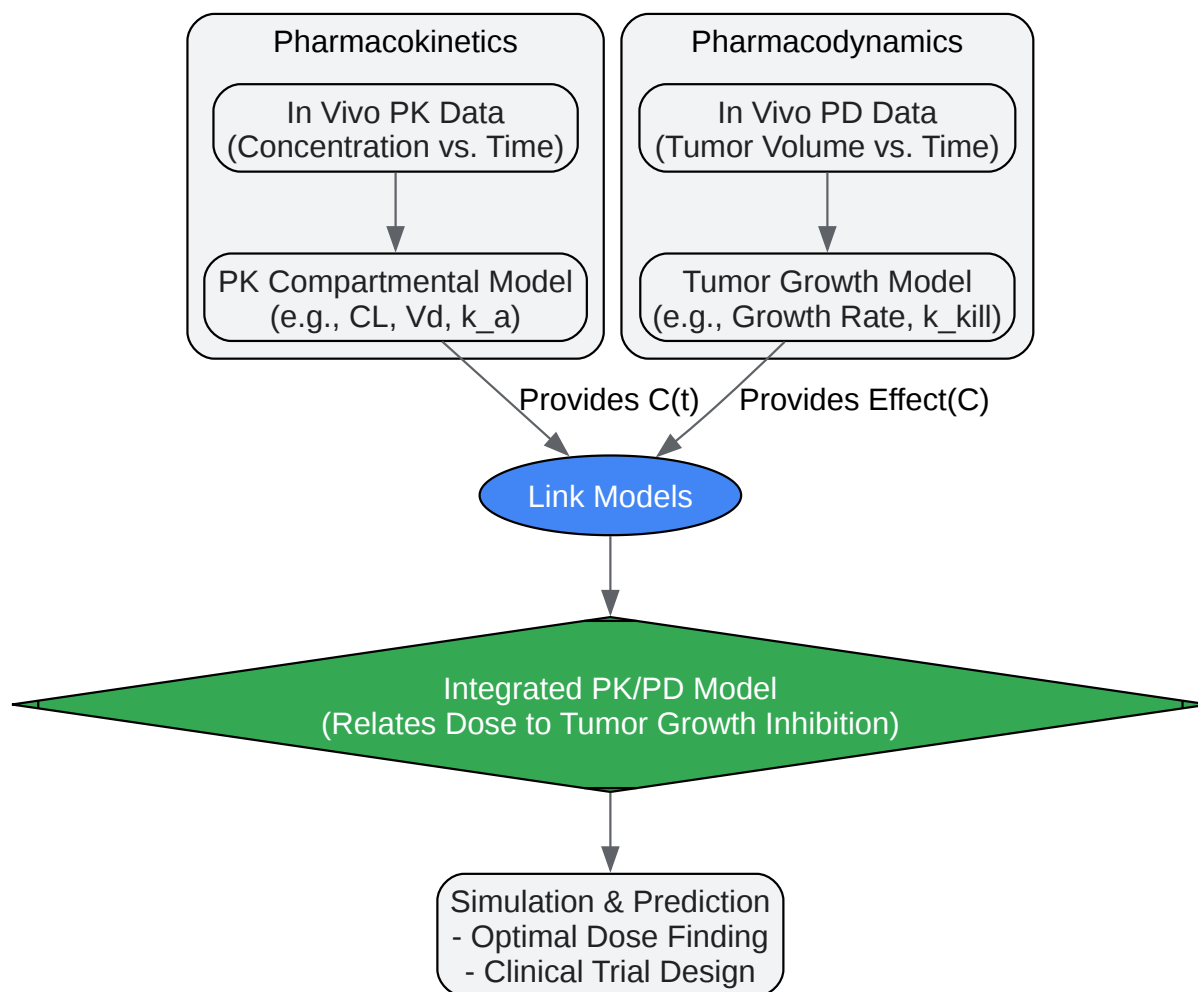 Pharmacokinetics
Pharmacodynamics
In Vivo PK Data
(Concentration vs. Time)
In Vivo PD Data
(Tumor Volume vs. Time)
PK Compartmental Model
(e.g., CL, Vd, k_a)
Tumor Growth Model
(e.g., Growth Rate, k_kill)
Provides C(t)
Provides Effect(C)
Link Models
Integrated PK/PD Model
(Relates Dose to Tumor Growth Inhibition)
Simulation & Prediction
- Optimal Dose Finding
- Clinical Trial Design